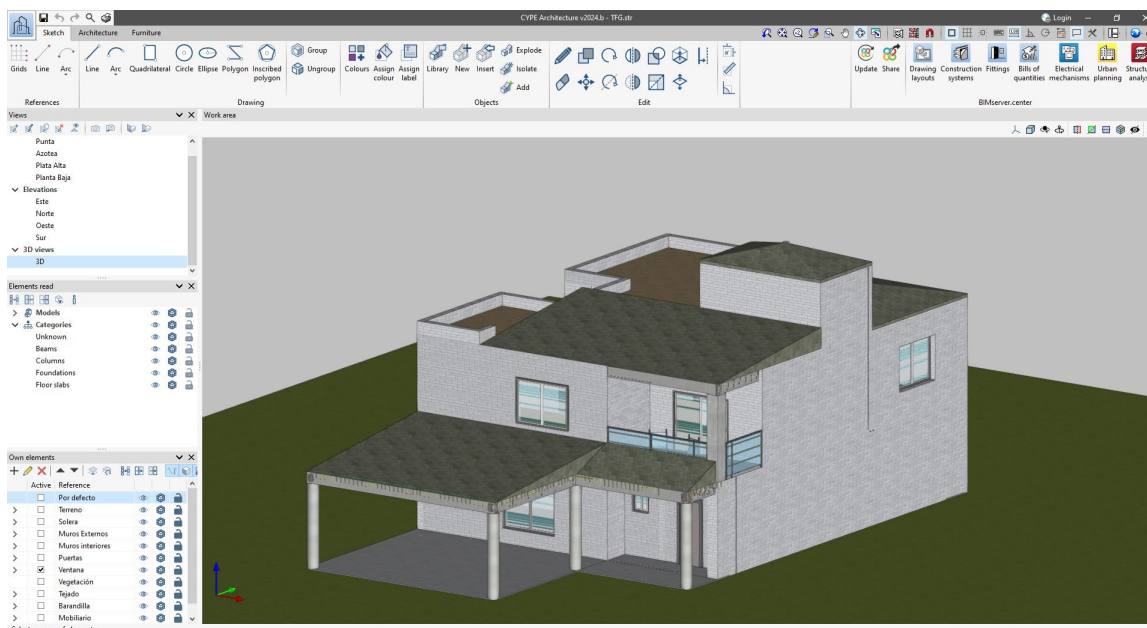 CYPE Architecture v2024.b - TFG.str
Login
Sketch Architecture Furniture
Grids Line Arc Line Arc Quadrilateral Circle Ellipse Polygon Inscribed polygon
Group
Ungroup
Colours Assign colour Assign label
Library New Insert
Explode
Isolate
Add
Update Share Drawing layouts Construction systems Fittings Bills of quantities Electrical mechanisms Urban planning
References Drawing Objects Edit BIMserver.center
Views Work area
Punta
Azotea
Plata Alta
Planta Baja
Elevations
Este
Norte
Oeste
Sur
3D views
3D
Elements read
Models
Categories
Unknown
Beams
Columns
Foundations
Floor slabs
Own elements
Active Reference
Por defecto
Terreno
Solera
Muros Externos
Muros interiores
Puertas
Ventana
Vegetación
Tejado
Barandilla
Mobiliario